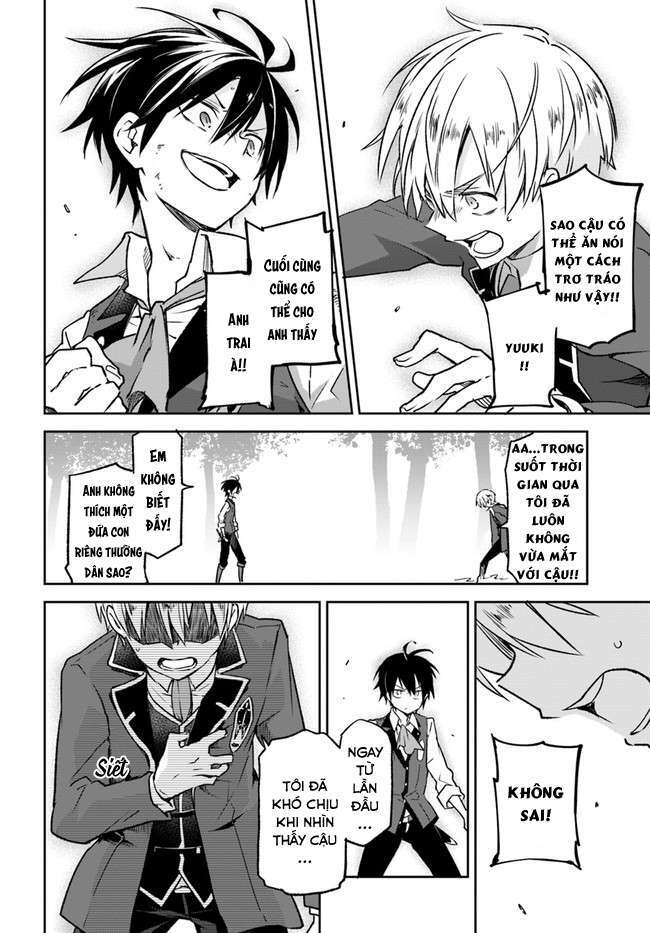 SAO CẬU CÓ
THỂ ĂN NÓI
MỘT CÁCH
TRƠ TRÁO
NHƯ VẬY!!
YUUKI
!!
CUỐI CÙNG
CŨNG CÓ
THỂ CHO
ANH THẤY
ANH
TRAI
À!!
AA...TRONG
SUỐT THỜI
GIAN QUA
TÔI ĐÃ
LUÔN
KHÔNG
VỪA MẮT
VỚI CẬU!!
EM
KHÔNG
BIẾT
ĐẤY!
ANH KHÔNG
THÍCH MỘT
ĐỨA CON
RIÊNG THƯỜNG
DÂN SAO?
KHÔNG
SAI!
NGAY
TỪ
LẦN
ĐẦU
...
TÔI ĐÃ
KHÓ CHỊU
KHI NHÌN
THẤY CẬU
...
Siết